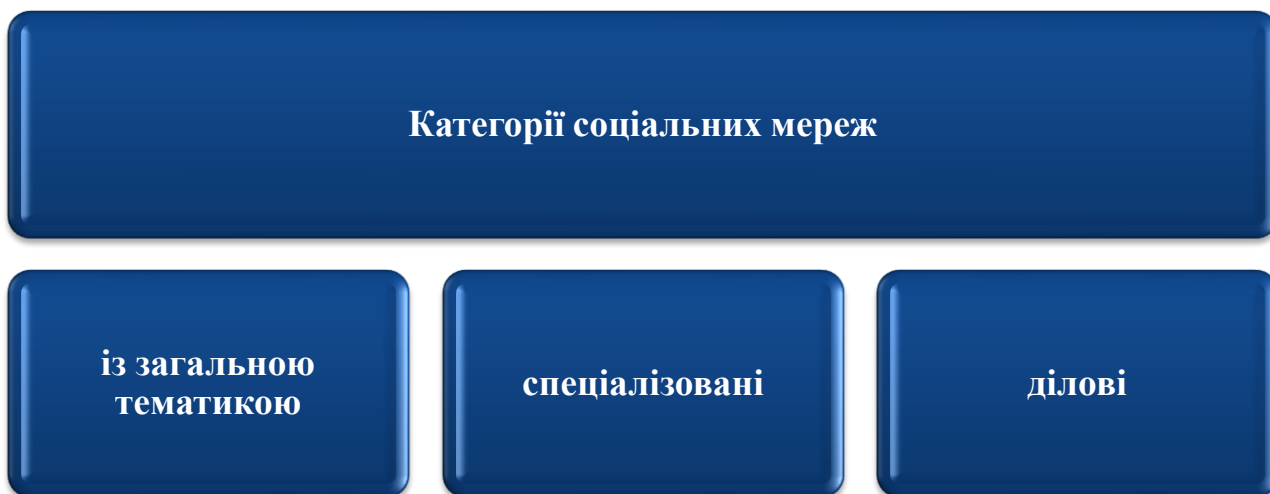 Категорії соціальних мереж
із загальною
тематикою
спеціалізовані
ділові